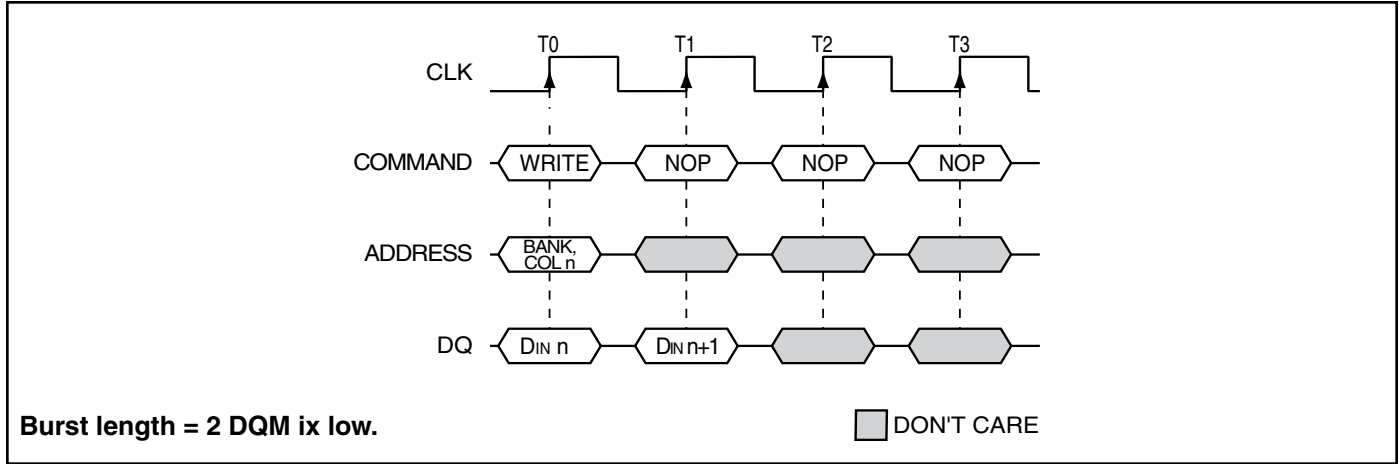 T0 T1 T2 T3
CLK
COMMAND WRITE NOP NOP NOP
ADDRESS BANK,
COL n
DQ DIN n DIN n+1
Burst length = 2 DQM ix low. DON'T CARE